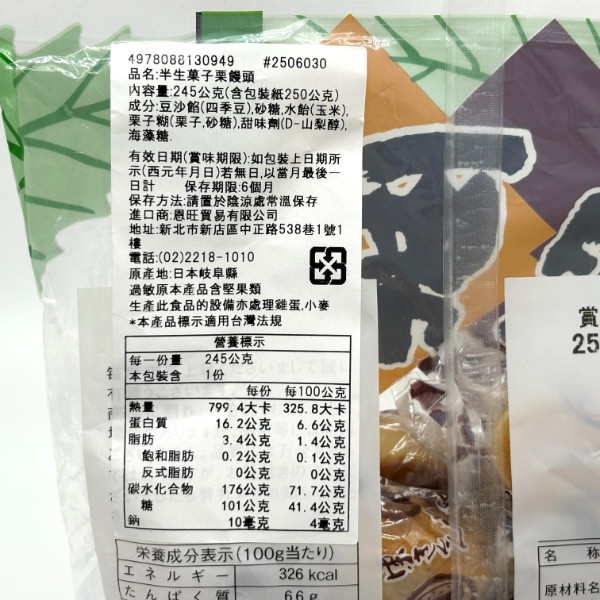 4978088130949 #2506030
品名:半生菓子栗饅頭
內容量:245公克(含包裝紙250公克)
成分:豆沙餡(四季豆),砂糖,水飴(玉米),
栗子糊(栗子,砂糖),甜味劑(D-山梨醇),
海藻糖.
有效日期(賞味期限):如包裝上日期所
示(西元年月日)若無日,以當月最後一
日計 保存期限:6個月
保存方法:請置於陰涼處常溫保存
進口商:恩旺貿易有限公司
地址:新北市新店區中正路538巷1號1
樓
電話:(02)2218-1010
原產地:日本岐阜縣
過敏原本產品含堅果類
生產此食品的設備亦處理雞蛋.小麥
*本產品標示適用台灣法規
營養標示
每一份量 245公克
本包裝含 1份
每份 每100公克
熱量 799.4大卡 325.8大卡
蛋白質 16.2公克 6.6公克
脂肪 3.4公克 1.4公克
飽和脂肪 0.2公克 0.1公克
反式脂肪 0公克 0公克
碳水化合物 176公克 71.7公克
糖 101公克 41.4公克
鈉 10毫克 4毫克
栄養成分表示(100g当たり)
エネルギー 326 kcal
たんぱく質 6.6g
賞
25
名 称
原材料名